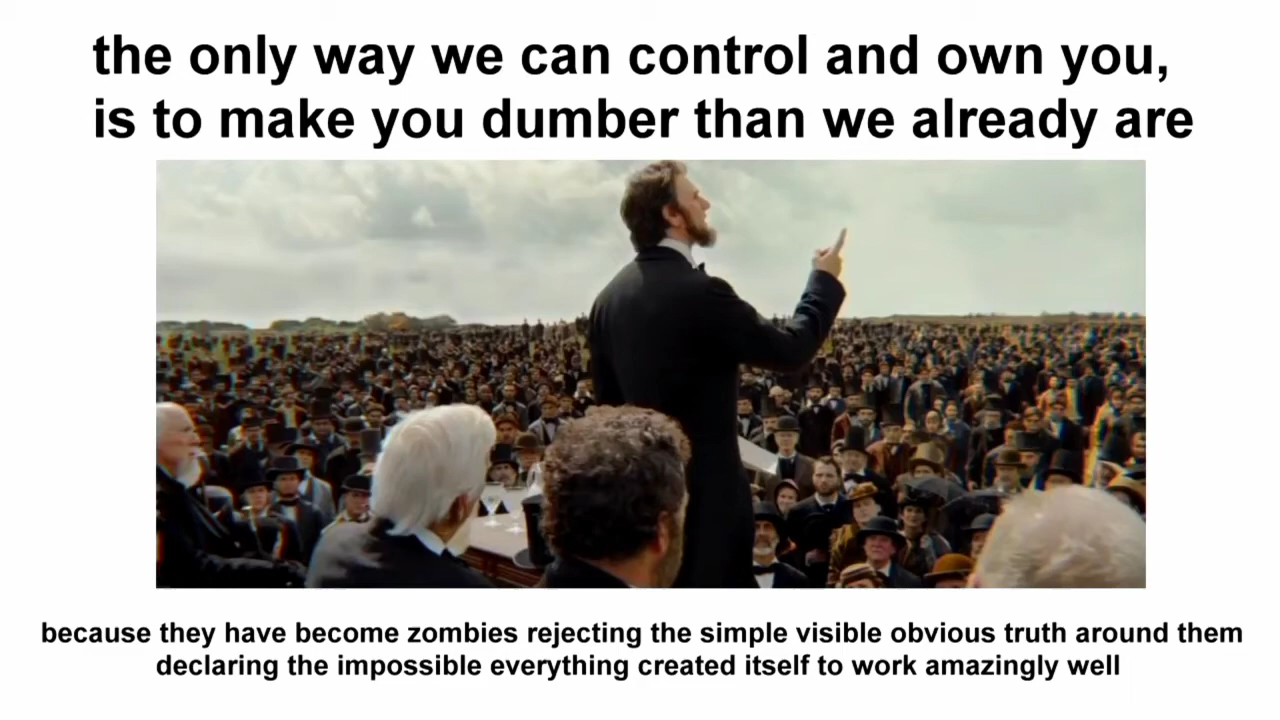 the only way we can control and own you,
is to make you dumber than we already are
because they have become zombies rejecting the simple visible obvious truth around them
declaring the impossible everything created itself to work amazingly well